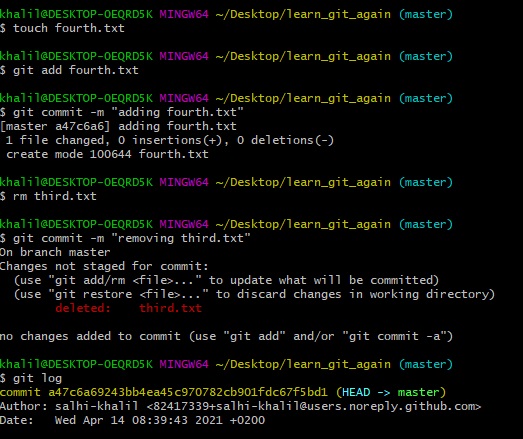 khalil@DESKTOP-OEQRD5K MINGW64 ~/Desktop/learn_git_again (master)
$ touch fourth.txt
khalil@DESKTOP-OEQRD5K MINGW64 ~/Desktop/learn_git_again (master)
$ git add fourth.txt
khalil@DESKTOP-OEQRD5K MINGW64 ~/Desktop/learn_git_again (master)
$ git commit -m "adding fourth.txt"
[master a47c6a6] adding fourth.txt
1 file changed, 0 insertions(+), 0 deletions(-)
create mode 100644 fourth.txt
khalil@DESKTOP-OEQRD5K MINGW64 ~/Desktop/learn_git_again (master)
$ rm third.txt
khalil@DESKTOP-OEQRD5K MINGW64 ~/Desktop/learn_git_again (master)
$ git commit -m "removing third.txt"
On branch master
Changes not staged for commit:
(use "git add/rm <file>..." to update what will be committed)
(use "git restore <file>..." to discard changes in working directory)
deleted:    third.txt
no changes added to commit (use "git add" and/or "git commit -a")
khalil@DESKTOP-OEQRD5K MINGW64 ~/Desktop/learn_git_again (master)
$ git log
commit a47c6a69243bb4ea45c970782cb901fdc67f5bd1 (HEAD -> master)
Author: salhi-khalil <82417339+salhi-khalil@users.noreply.github.com>
Date:   Wed Apr 14 08:39:43 2021 +0200